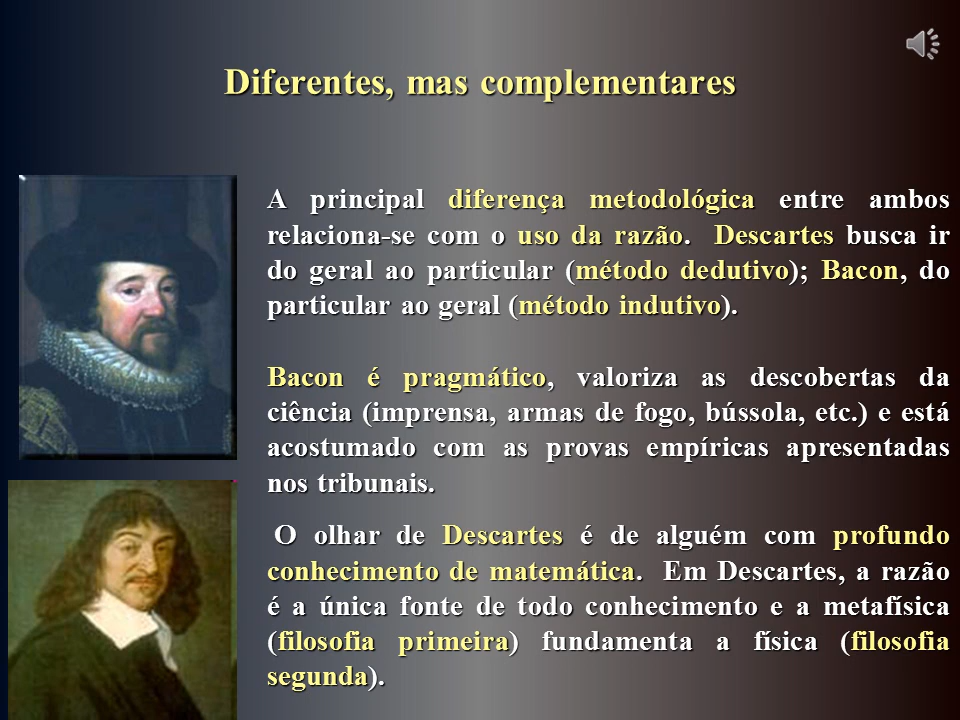 Diferentes, mas complementares
A principal diferença metodológica entre ambos
relaciona-se com o uso da razão. Descartes busca ir
do geral ao particular (método dedutivo); Bacon, do
particular ao geral (método indutivo).
Bacon é pragmático, valoriza as descobertas da
ciência (imprensa, armas de fogo, bússola, etc.) e está
acostumado com as provas empíricas apresentadas
nos tribunais.
O olhar de Descartes é de alguém com profundo
conhecimento de matemática. Em Descartes, a razão
é a única fonte de todo conhecimento e a metafísica
(filosofia primeira) fundamenta a física (filosofia
segunda).